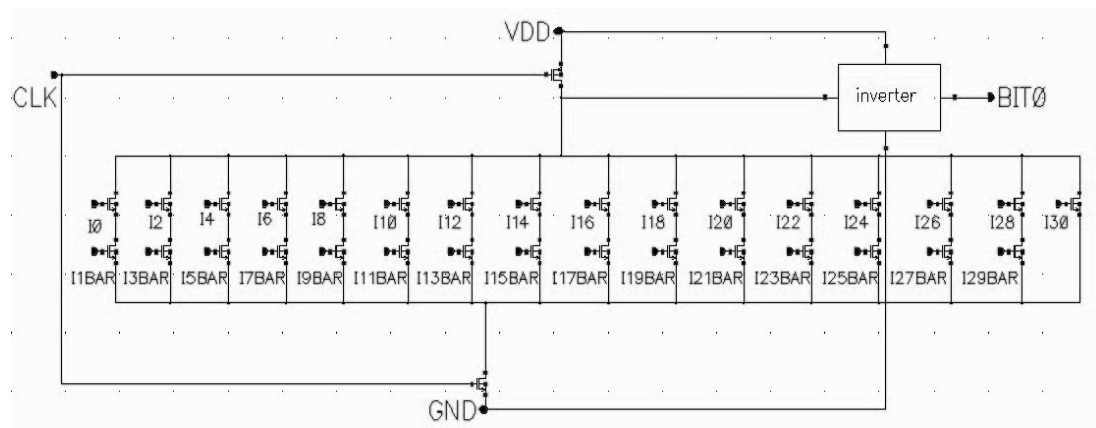 VDD
CLK
inverter
BITØ
IØ I2 I4 I6 I8 I1Ø I12 I14 I16 I18 I2Ø I22 I24 I26 I28 I3Ø
I1BAR I3BAR I5BAR I7BAR I9BAR I11BAR I13BAR I15BAR I17BAR I19BAR I21BAR I23BAR I25BAR I27BAR I29BAR
GND